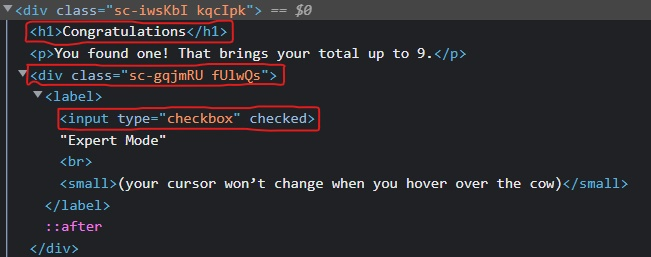 <div class="sc-iwsKbI kqcIpk"> == $0
<h1>Congratulations</h1>
<p>You found one! That brings your total up to 9.</p>
<div class="sc-gqjmRU fUlwQs">
<label>
<input type="checkbox" checked>
"Expert Mode"
<br>
<small>(your cursor won’t change when you hover over the cow)</small>
</label>
::after
</div>